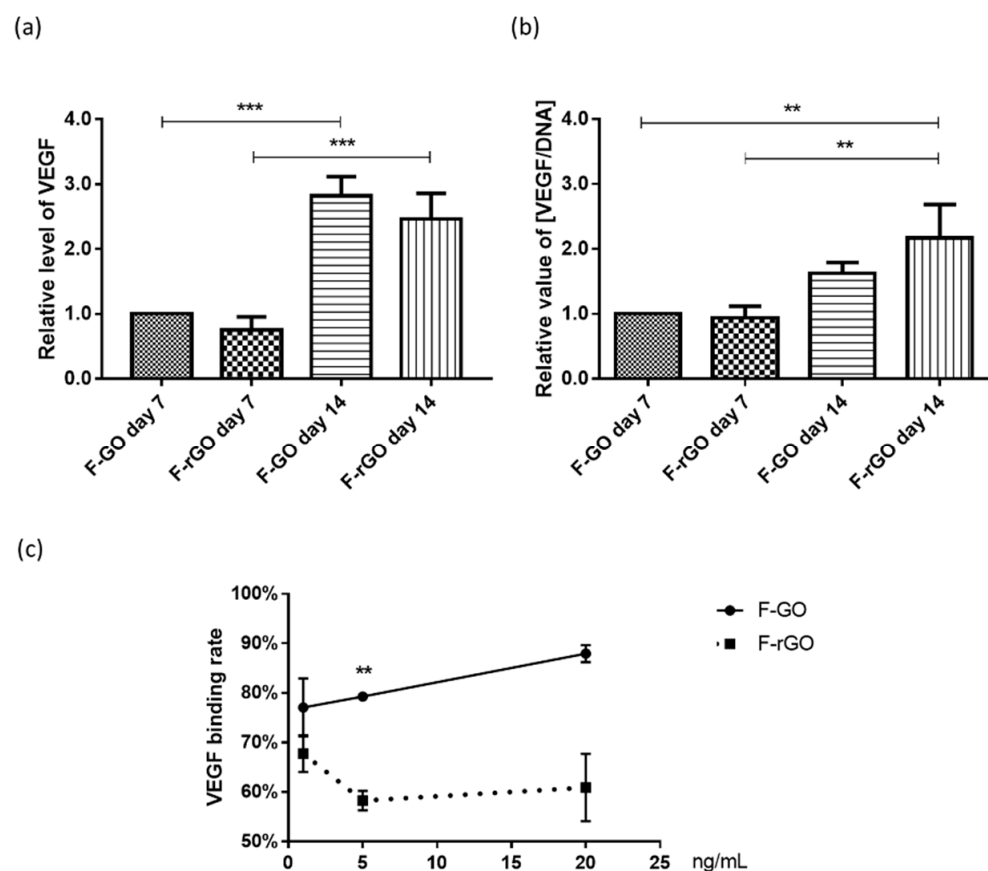 (a)
Relative level of VEGF
4.0
3.0
2.0
1.0
0.0
***
***
F-GO day 7
F-rGO day 7
F-GO day 14
F-rGO day 14
(b)
Relative value of [VEGF/DNA]
4.0
3.0
2.0
1.0
0.0
**
**
F-GO day 7
F-rGO day 7
F-GO day 14
F-rGO day 14
(c)
VEGF binding rate
100%
90%
80%
70%
60%
50%
**
0 5 10 15 20 25 ng/mL
F-GO
F-rGO